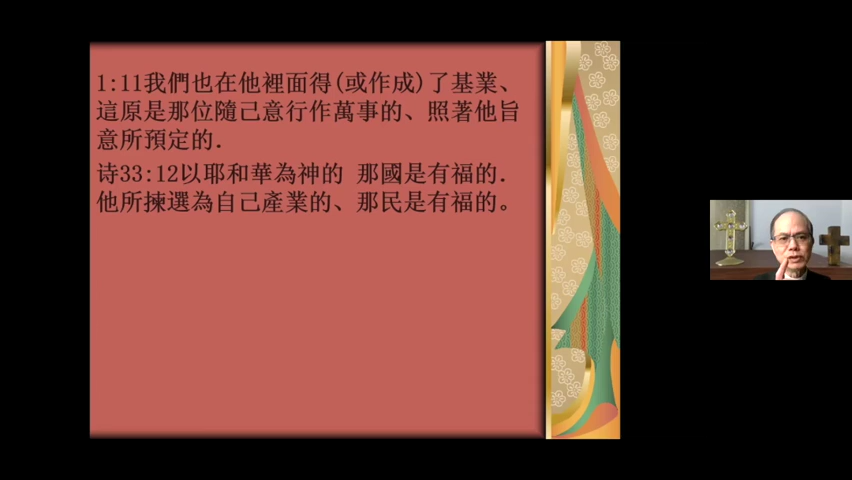 1:11我們也在他裡面得(或作成)了基業、
這原是那位隨己意行作萬事的、照著他旨
意所預定的.
诗33:12以耶和華為神的 那國是有福的.
他所揀選為自己產業的、那民是有福的。